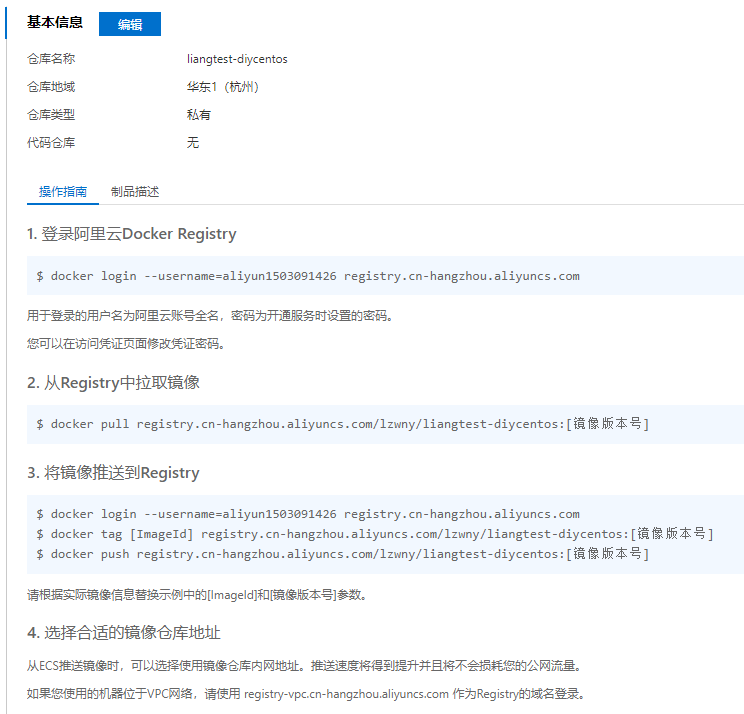 基本信息 编辑
仓库名称 liangtest-diycentos
仓库地域 华东1（杭州）
仓库类型 私有
代码仓库 无
操作指南 制品描述
1. 登录阿里云Docker Registry
$ docker login --username=aliyun1503091426 registry.cn-hangzhou.aliyuncs.com
用于登录的用户名为阿里云账号全名，密码为开通服务时设置的密码。
您可以在访问凭证页面修改凭证密码。
2. 从Registry中拉取镜像
$ docker pull registry.cn-hangzhou.aliyuncs.com/lzwny/liangtest-diycentos:[镜像版本号]
3. 将镜像推送到Registry
$ docker login --username=aliyun1503091426 registry.cn-hangzhou.aliyuncs.com
$ docker tag [ImageId] registry.cn-hangzhou.aliyuncs.com/lzwny/liangtest-diycentos:[镜像版本号]
$ docker push registry.cn-hangzhou.aliyuncs.com/lzwny/liangtest-diycentos:[镜像版本号]
请根据实际镜像信息替换示例中的[ImageId]和[镜像版本号]参数。
4. 选择合适的镜像仓库地址
从ECS推送镜像时，可以选择使用镜像仓库内网地址。推送速度将得到提升并且将不会损耗您的公网流量。
如果您使用的机器位于VPC网络，请使用 registry-vpc.cn-hangzhou.aliyuncs.com 作为Registry的域名登录。